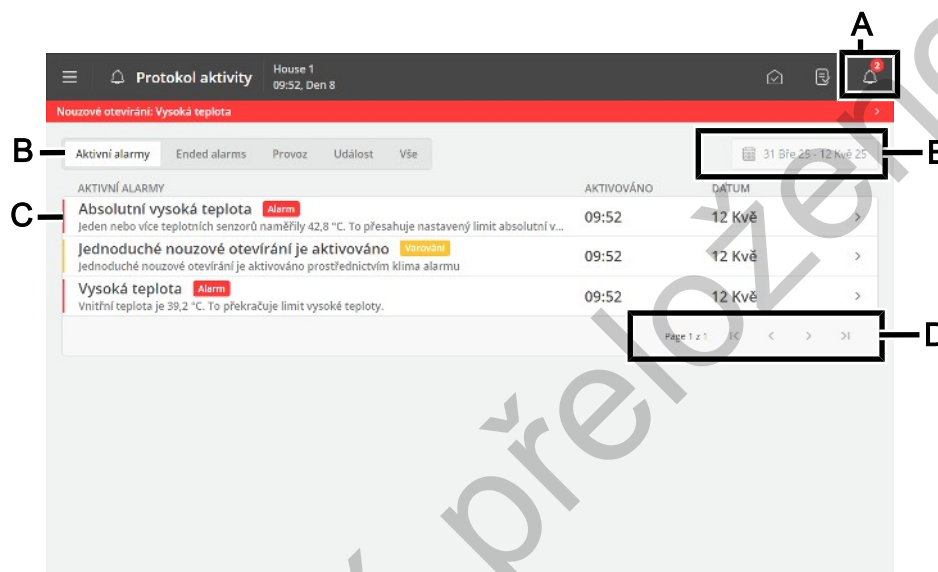 A
Protokol aktivity
House 1
09:52, Den 8
2
Nouzové otevírání: Vysoká teplota
B
Aktivní alarmy Ended alarms Provoz Událost Vše
31 Bře 25 - 12 Kvě 25
E
AKTIVNÍ ALARMY AKTIVOVÁNO DATUM
C
Absolutní vysoká teplota Alarm 09:52 12 Kvě
Jeden nebo více teplotních senzorů naměřily 42,8 °C. To přesahuje nastavený limit absolutní v...
Jednoduché nouzové otevírání je aktivováno Varování 09:52 12 Kvě
Jednoduché nouzové otevírání je aktivováno prostřednictvím klima alarmu
Vysoká teplota Alarm 09:52 12 Kvě
Vnitřní teplota je 39,2 °C. To překračuje limit vysoké teploty.
Page 1 z 1
D
přeloženo